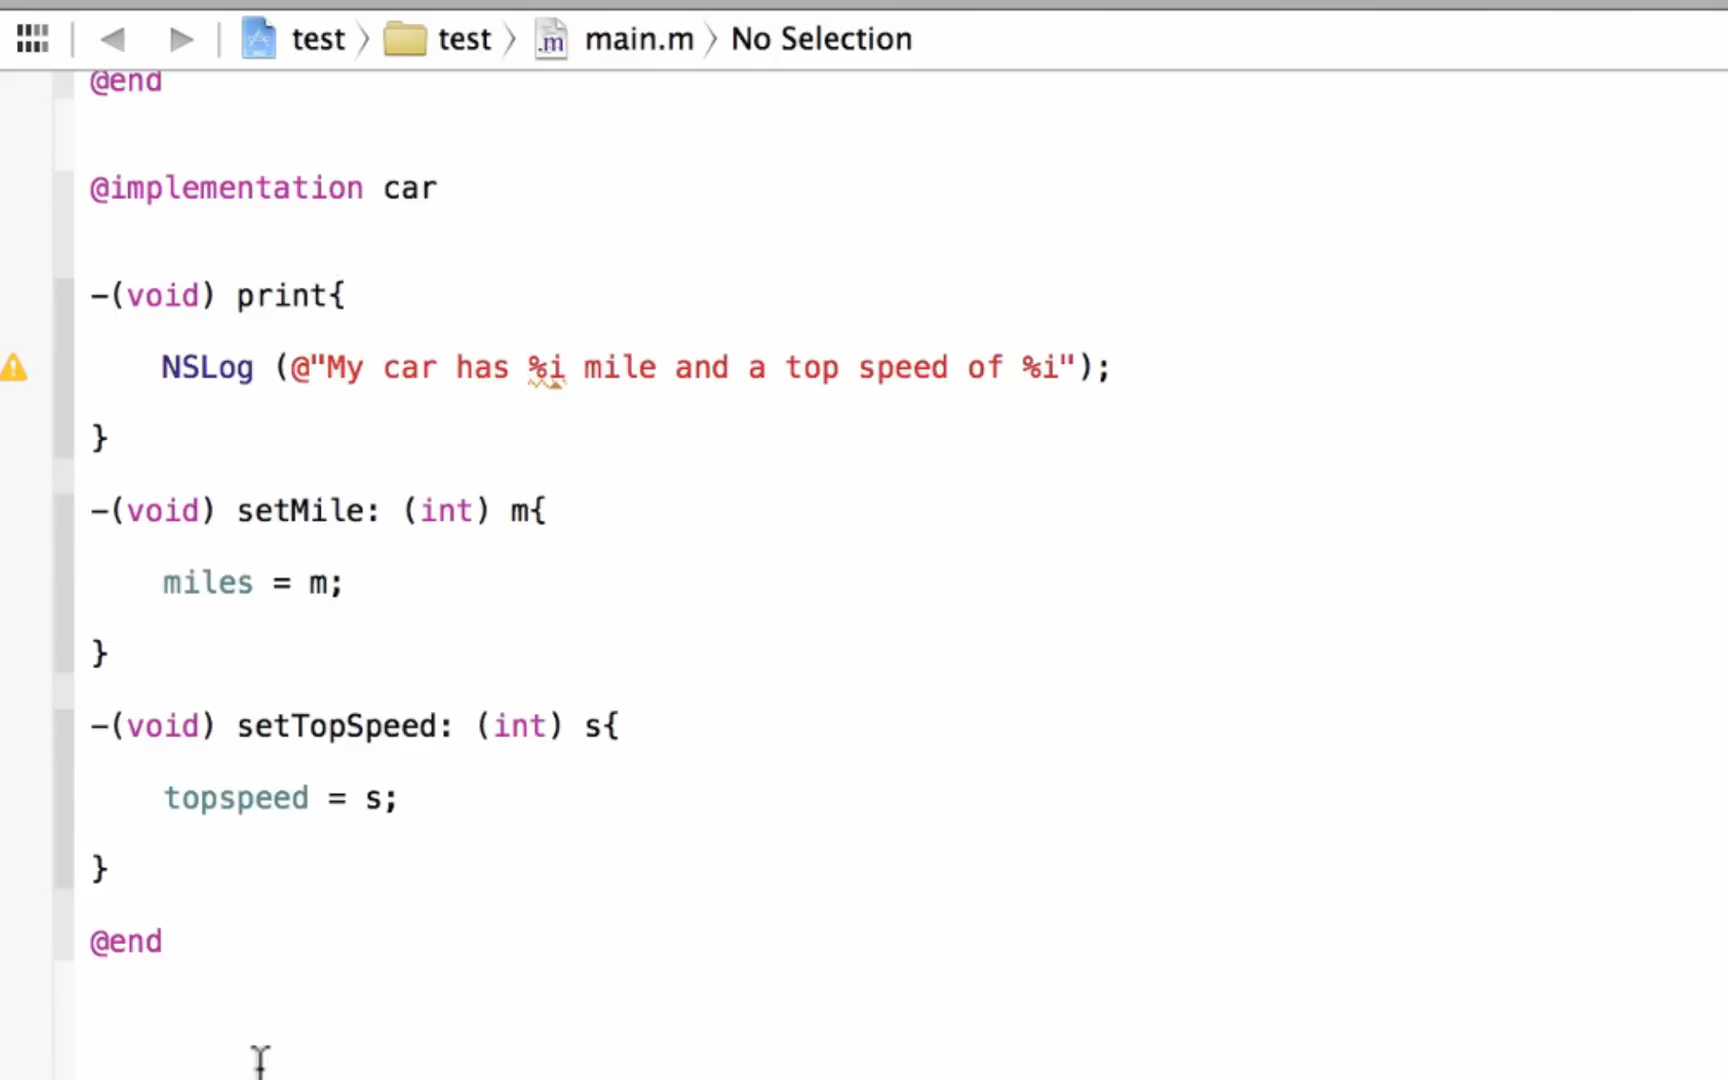 test test main.m No Selection
@end
@implementation car
-(void) print{
NSLog (@"My car has %i mile and a top speed of %i");
}
-(void) setMile: (int) m{
miles = m;
}
-(void) setTopSpeed: (int) s{
topspeed = s;
}
@end